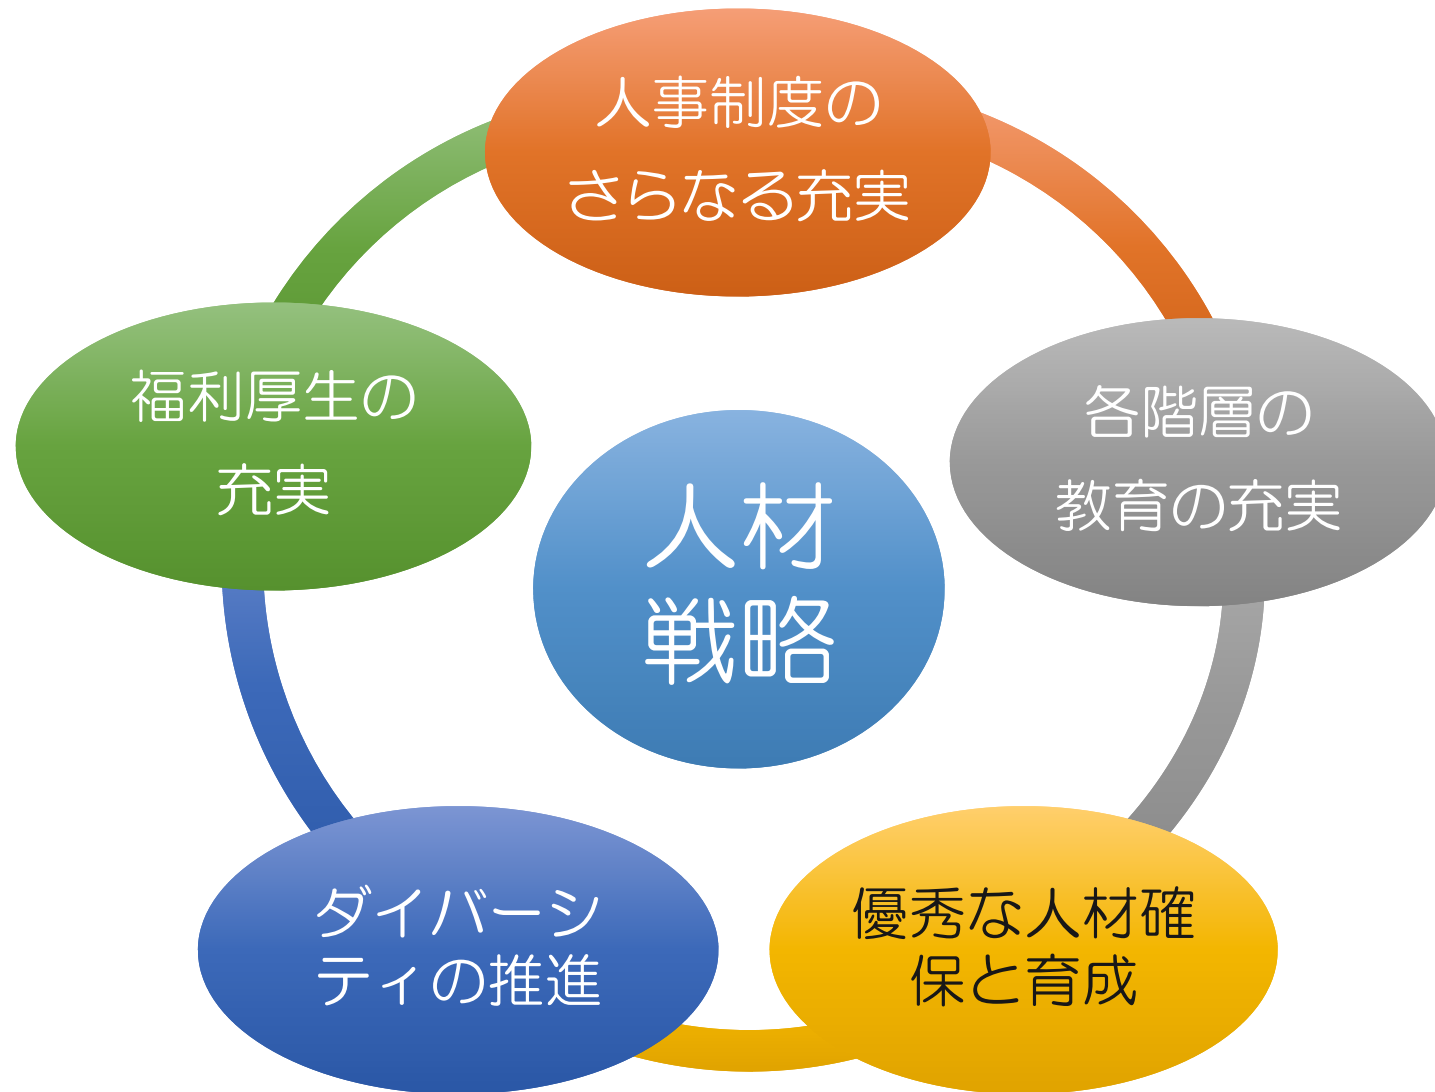 人事制度の
さらなる充実
各階層の
教育の充実
優秀な人材確
保と育成
ダイバーシ
ティの推進
福利厚生の
充実
人材
戦略